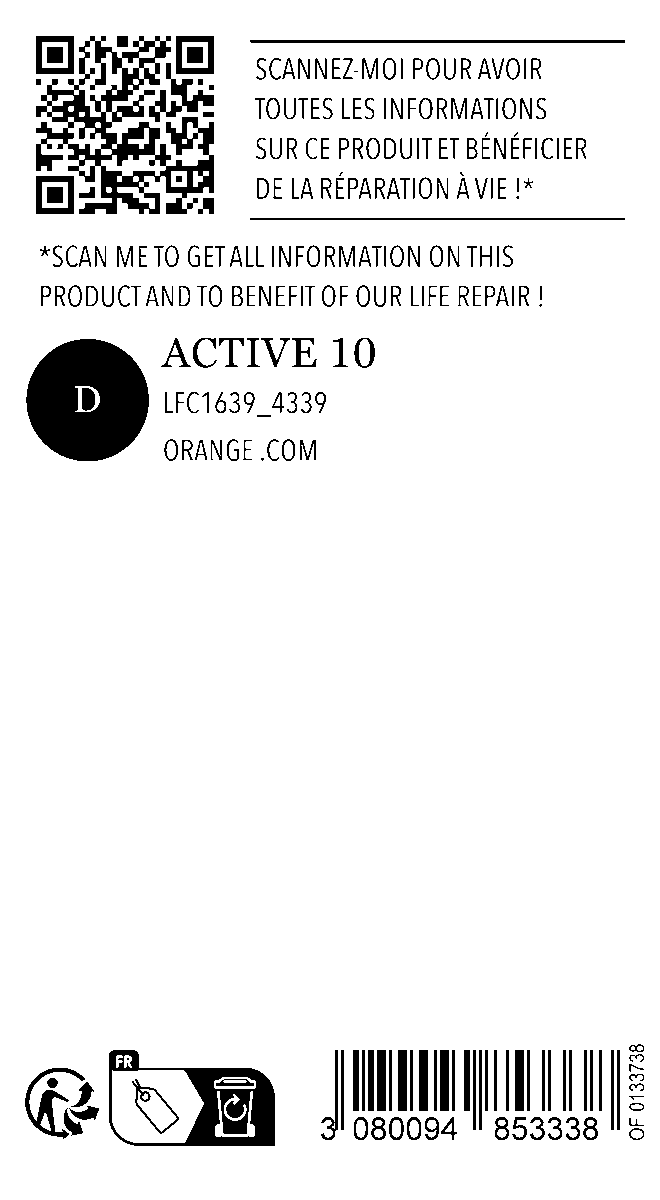 SCANNEZ-MOI POUR AVOIR
TOUTES LES INFORMATIONS
SUR CE PRODUIT ET BÉNÉFICIER
DE LA RÉPARATION À VIE !*
*SCAN ME TO GET ALL INFORMATION ON THIS
PRODUCT AND TO BENEFIT OF OUR LIFE REPAIR !
D
ACTIVE 10
LFC1639_4339
ORANGE .COM
FR
3 080094 853338
OF 0133738